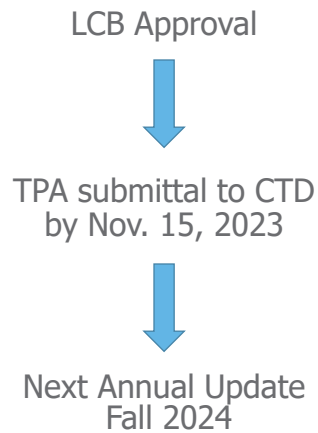 LCB Approval
TPA submittal to CTD
by Nov. 15, 2023
Next Annual Update
Fall 2024